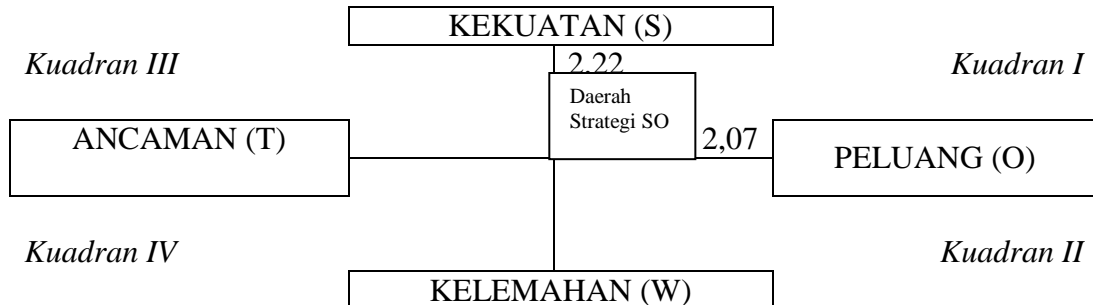 KEKUATAN (S)
Kuadran III
2,22
Kuadran I
Daerah
Strategi SO
ANCAMAN (T)
2,07
PELUANG (O)
Kuadran IV
Kuadran II
KELEMAHAN (W)